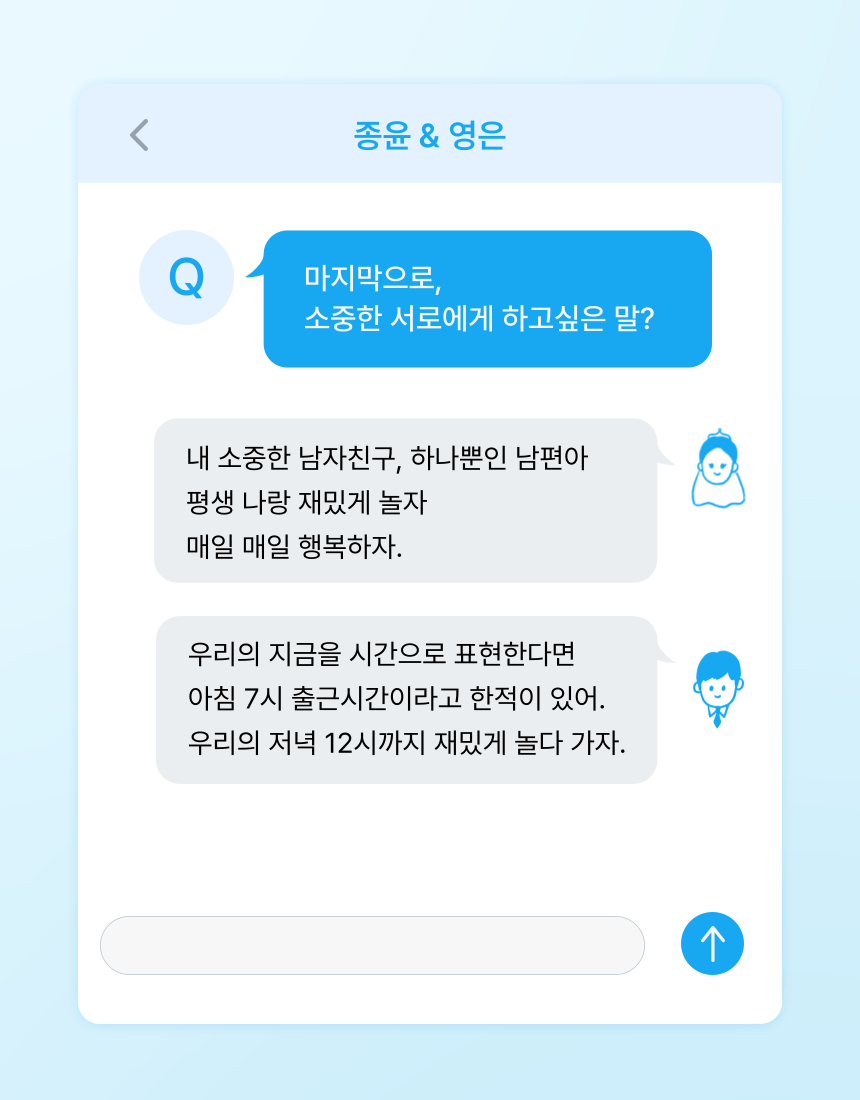 종윤 & 영은
Q
마지막으로,
소중한 서로에게 하고싶은 말?
내 소중한 남자친구, 하나뿐인 남편아
평생 나랑 재밌게 놀자
매일 매일 행복하자.
우리의 지금을 시간으로 표현한다면
아침 7시 출근시간이라고 한적이 있어.
우리의 저녁 12시까지 재밌게 놀다 가자.